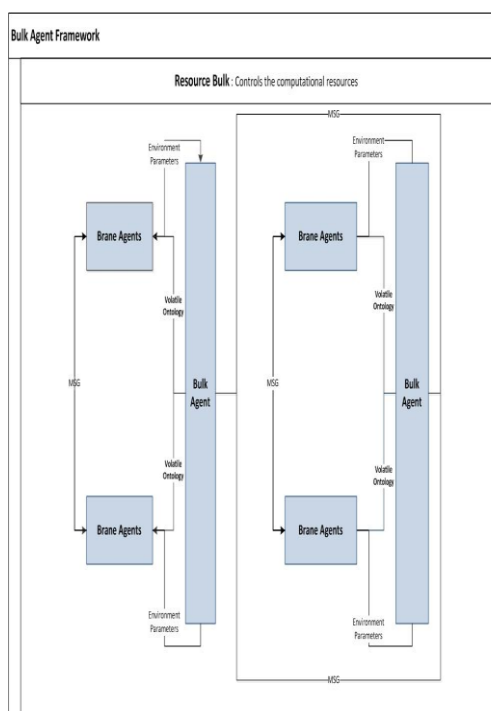 Bulk Agent Framework
Resource Bulk : Controls the computational resources
MSG
Environment
Parameters
Brane Agents
Volatile
Ontology
MSG
Bulk
Agent
Volatile
Ontology
Brane Agents
Environment
Parameters
Environment
Parameters
Brane Agents
Volatile
Ontology
MSG
Bulk
Agent
Volatile
Ontology
Brane Agents
Environment
Parameters
MSG